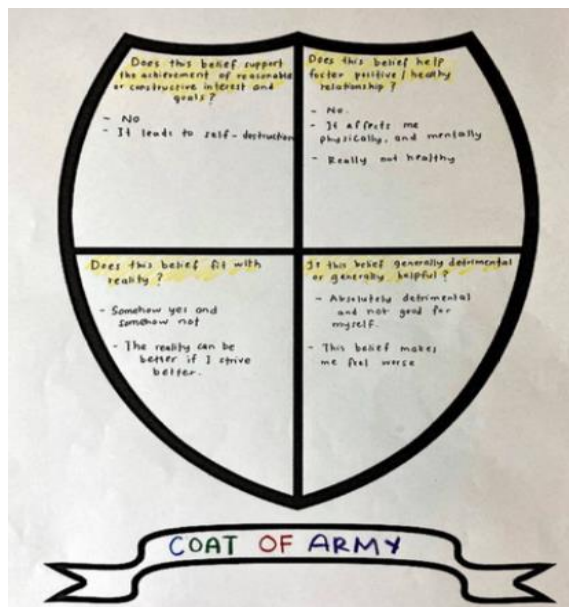 Does this belief support
the achievement of reasonable
or constructive interest and
goals?
- No
- It leads to self-destruction
Does this belief help
foster positive/healthy
relationship?
- No.
- It affects me
physically, and mentally
- Really not healthy
Does this belief fit with
reality?
- Somehow yes and
somehow not
- The reality can be
better if I strive
better.
Is this belief generally detrimental
or generally helpful?
- Absolutely detrimental
and not good for
myself.
- This belief makes
me feel worse
COAT OF ARMY